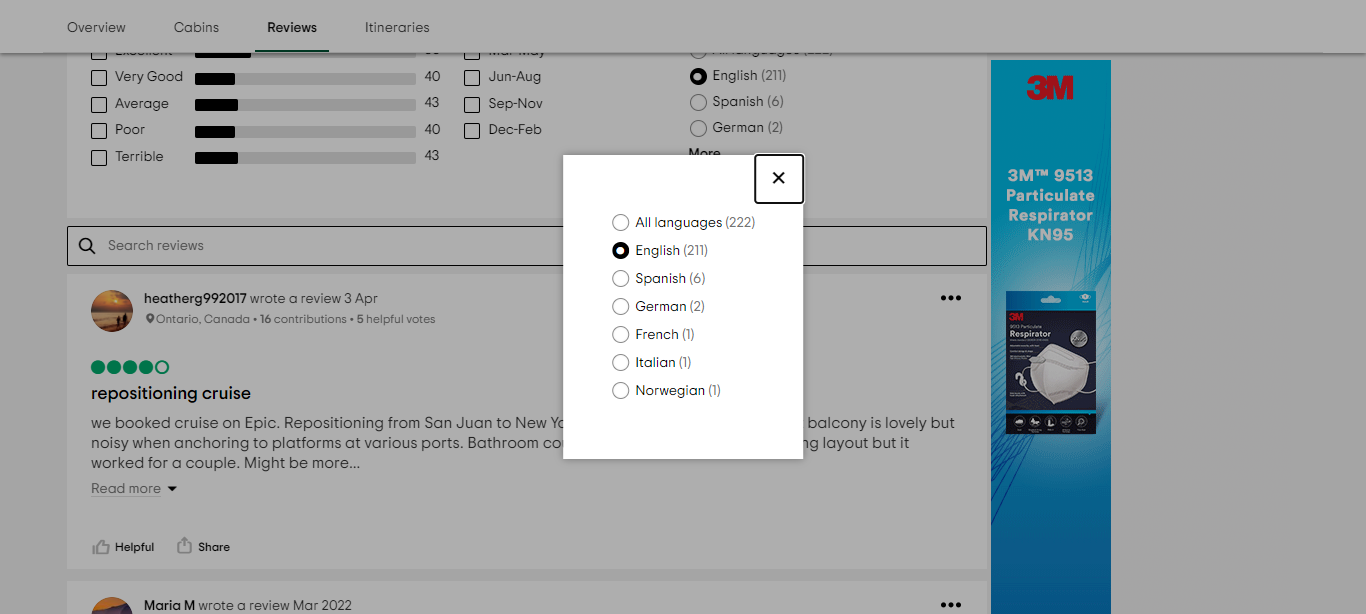 Overview Cabins Reviews Itineraries
Excellent Mar-May All languages (222)
Very Good 40 Jun-Aug English (211)
Average 43 Sep-Nov Spanish (6)
Poor 40 Dec-Feb German (2)
Terrible 43 More
×
All languages (222)
English (211)
Spanish (6)
German (2)
French (1)
Italian (1)
Norwegian (1)
Search reviews
heatherg992017 wrote a review 3 Apr
Ontario, Canada • 16 contributions • 5 helpful votes
repositioning cruise
we booked cruise on Epic. Repositioning from San Juan to New balcony is lovely but
noisy when anchoring to platforms at various ports. Bathroom layout but it
worked for a couple. Might be more...
Read more
Helpful Share
Maria M wrote a review Mar 2022
3M
3M™ 9513
Particulate
Respirator
KN95
3M
9513 Particulate
Respirator